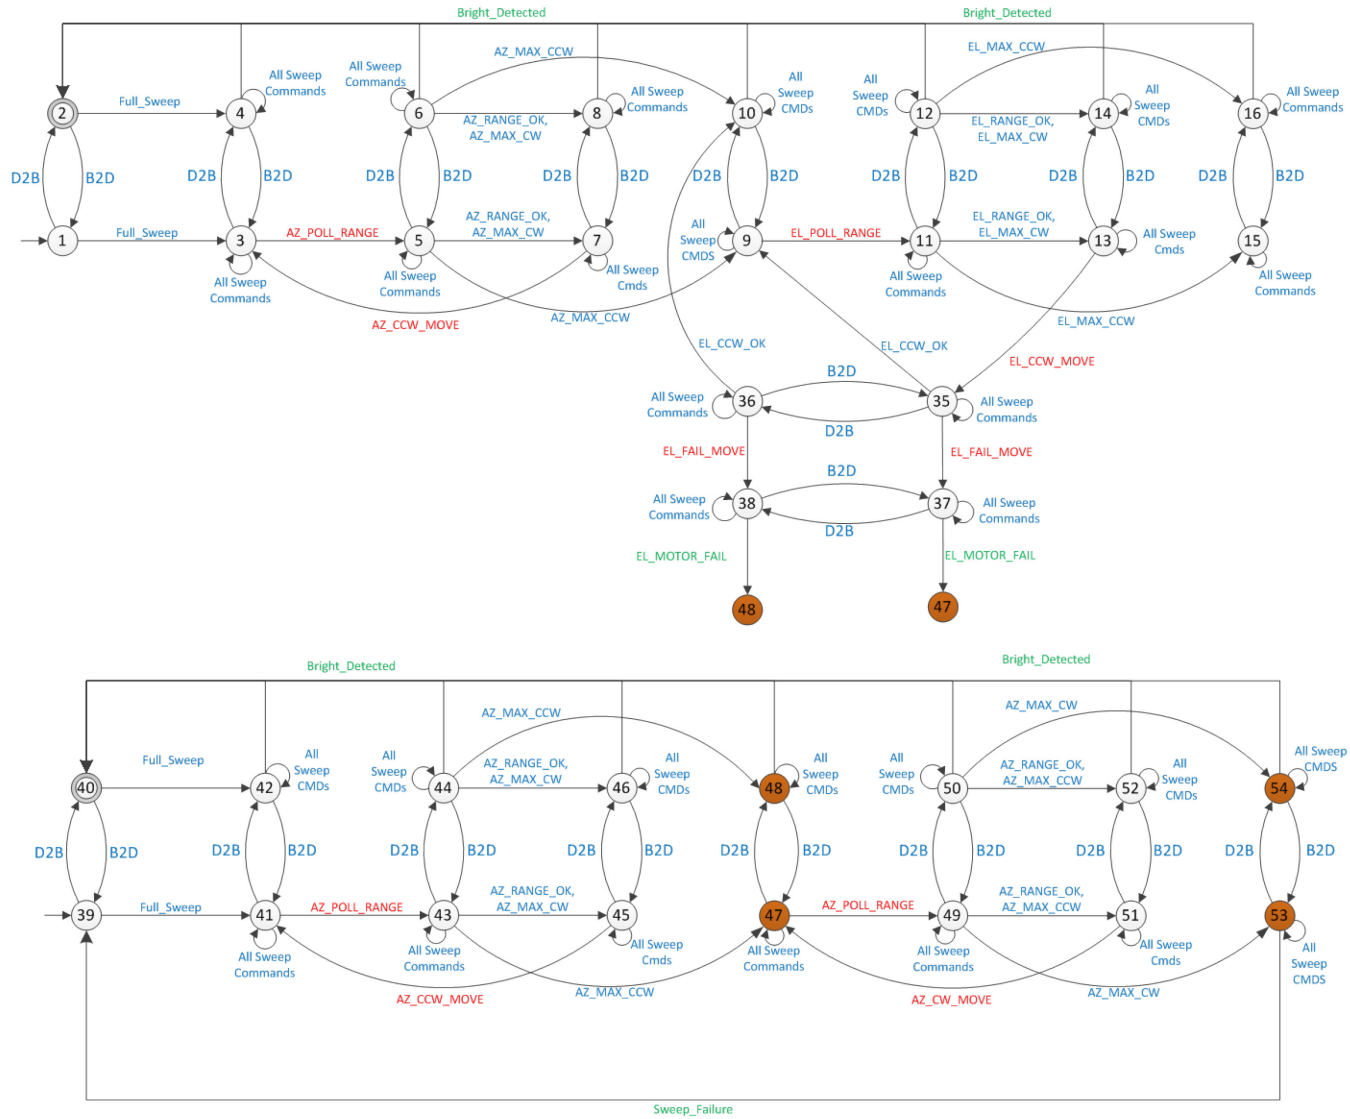 Bright_Detected
Bright_Detected
AZ_MAX_CCW
EL_MAX_CCW
All Sweep
Commands
All Sweep
Commands
All Sweep
Commands
All
Sweep
CMDs
All
Sweep
CMDs
All
Sweep
CMDs
All Sweep
Commands
2
Full_Sweep
4
6
AZ_RANGE_OK,
AZ_MAX_CW
8
10
12
EL_RANGE_OK,
EL_MAX_CW
14
16
D2B
B2D
D2B
B2D
D2B
B2D
D2B
B2D
D2B
B2D
D2B
B2D
D2B
B2D
D2B
B2D
1
Full_Sweep
3
AZ_POLL_RANGE
5
AZ_RANGE_OK,
AZ_MAX_CW
7
All
Sweep
CMDS
9
EL_POLL_RANGE
11
EL_RANGE_OK,
EL_MAX_CW
13
All Sweep
Cmds
15
All Sweep
Commands
All Sweep
Commands
All Sweep
Cmds
All Sweep
Commands
All Sweep
Commands
AZ_CCW_MOVE
AZ_MAX_CCW
EL_MAX_CCW
EL_CCW_OK
EL_CCW_OK
EL_CCW_MOVE
B2D
All Sweep
Commands
36
35
All Sweep
Commands
D2B
EL_FAIL_MOVE
EL_FAIL_MOVE
B2D
All Sweep
Commands
38
37
All Sweep
Commands
D2B
EL_MOTOR_FAIL
EL_MOTOR_FAIL
48
47
Bright_Detected
Bright_Detected
AZ_MAX_CCW
AZ_MAX_CW
Full_Sweep
All
Sweep
CMDs
All
Sweep
CMDs
AZ_RANGE_OK,
AZ_MAX_CW
All
Sweep
CMDs
All
Sweep
CMDs
All
Sweep
CMDs
AZ_RANGE_OK,
AZ_MAX_CCW
All
Sweep
CMDs
All Sweep
CMDS
40
42
44
46
48
50
52
54
D2B
B2D
D2B
B2D
D2B
B2D
D2B
B2D
D2B
B2D
D2B
B2D
D2B
B2D
D2B
B2D
39
Full_Sweep
41
AZ_POLL_RANGE
43
AZ_RANGE_OK,
AZ_MAX_CW
45
47
AZ_POLL_RANGE
49
AZ_RANGE_OK,
AZ_MAX_CCW
51
53
All Sweep
Commands
All Sweep
Commands
All Sweep
Cmds
All Sweep
Commands
All Sweep
Commands
All Sweep
Cmds
All
Sweep
CMDS
AZ_CCW_MOVE
AZ_MAX_CCW
AZ_CW_MOVE
AZ_MAX_CW
Sweep_Failure